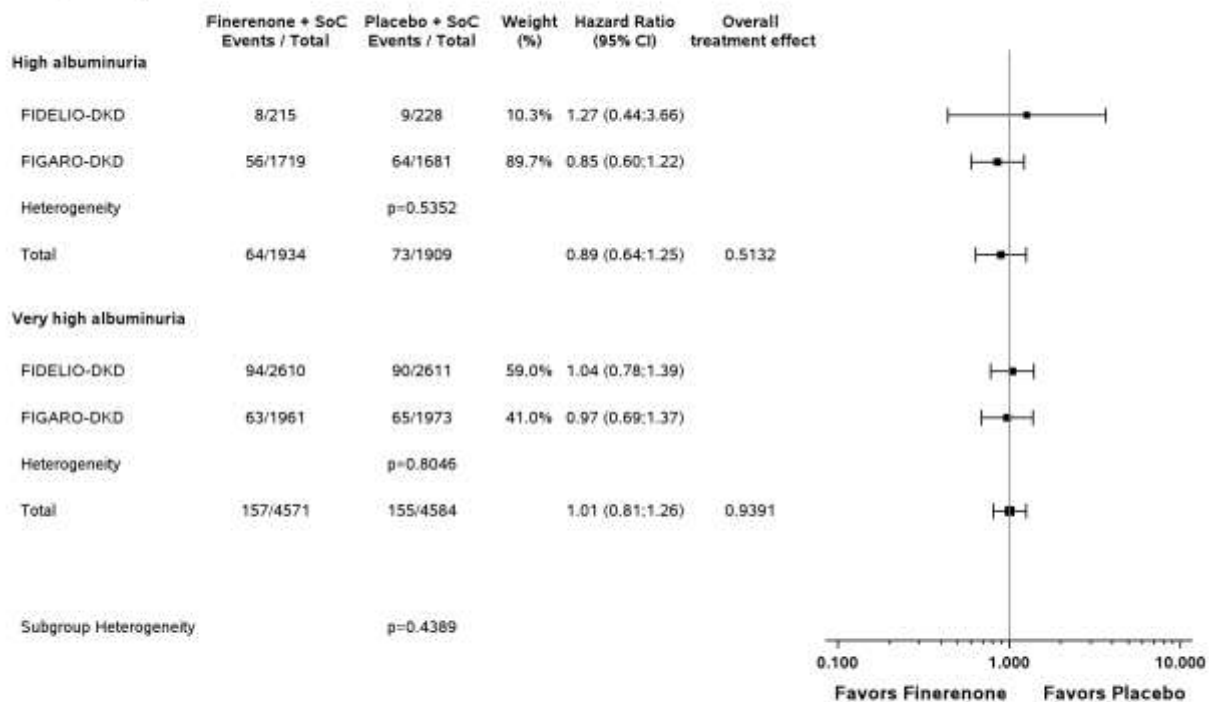 Finerenone + SoC Placebo + SoC Weight Hazard Ratio Overall
Events / Total Events / Total (%) (95% CI) treatment effect
High albuminuria
FIDELIO-DKD 8/215 9/228 10.3% 1.27 (0.44;3.66)
FIGARO-DKD 56/1719 64/1681 89.7% 0.85 (0.60;1.22)
Heterogeneity p=0.5352
Total 64/1934 73/1909 0.89 (0.64;1.25) 0.5132
Very high albuminuria
FIDELIO-DKD 94/2610 90/2611 59.0% 1.04 (0.78;1.39)
FIGARO-DKD 63/1961 65/1973 41.0% 0.97 (0.69;1.37)
Heterogeneity p=0.8046
Total 157/4571 155/4584 1.01 (0.81;1.26) 0.9391
Subgroup Heterogeneity p=0.4389
0.100 1.000 10.000
Favors Finerenone Favors Placebo